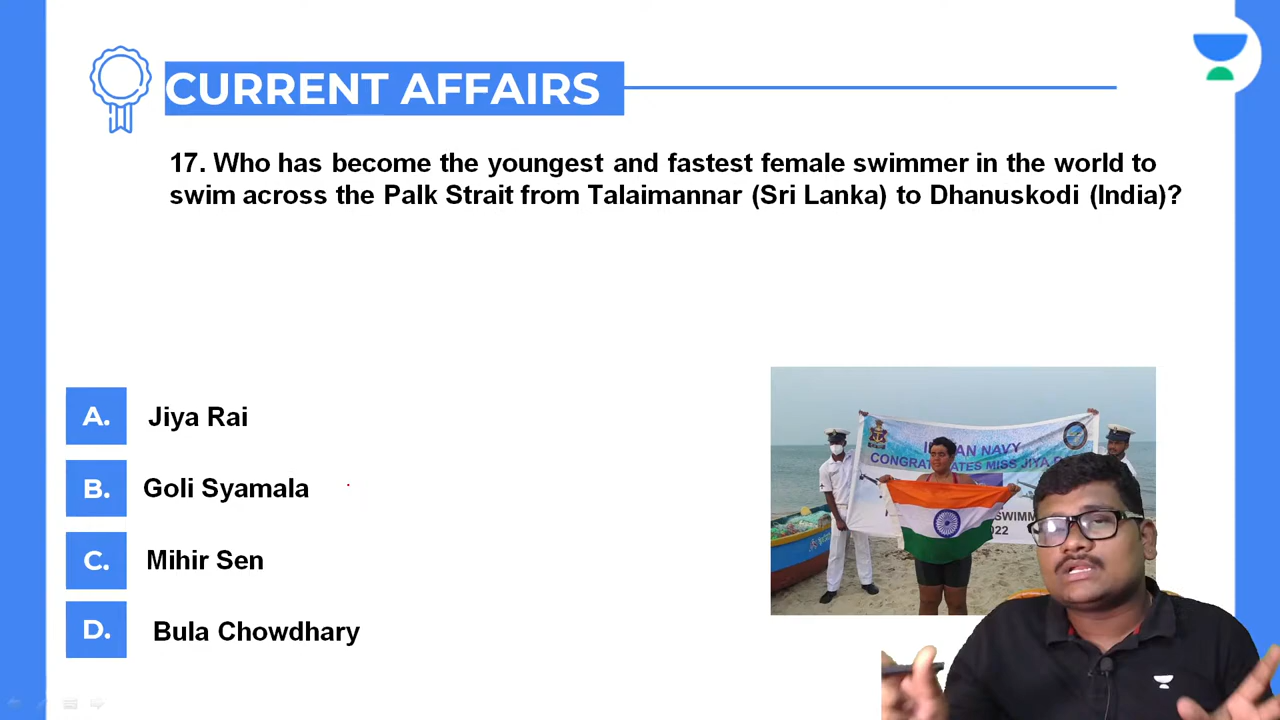 CURRENT AFFAIRS
17. Who has become the youngest and fastest female swimmer in the world to
swim across the Palk Strait from Talaimannar (Sri Lanka) to Dhanuskodi (India)?
A. Jiya Rai
B. Goli Syamala
C. Mihir Sen
D. Bula Chowdhary
NAVY
MISS JIYA